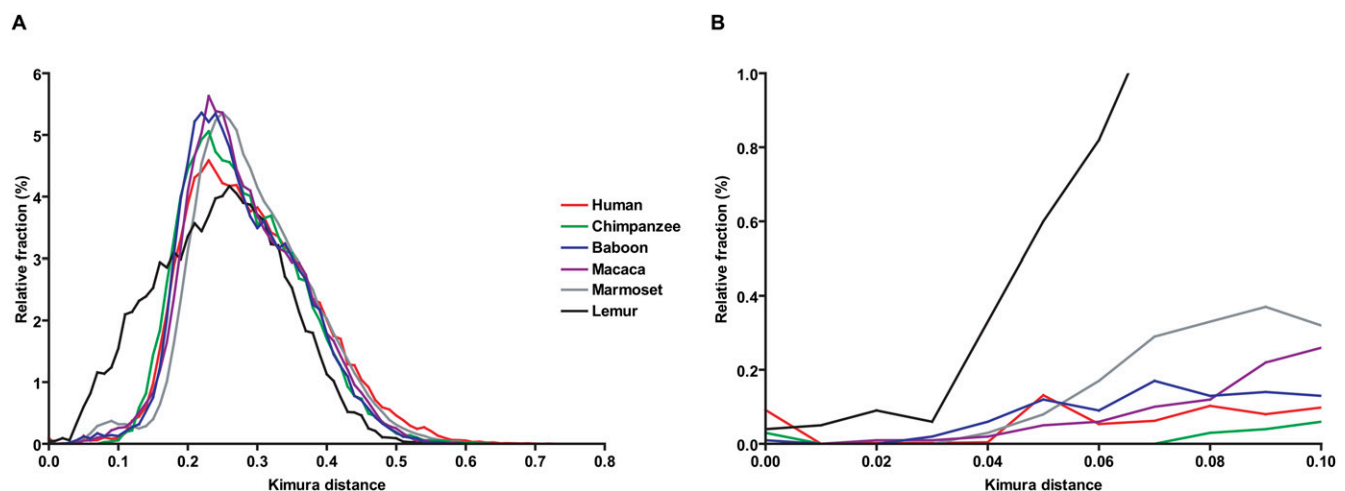 A
B
6
5
4
3
2
1
0
Relative fraction (%)
0.0 0.1 0.2 0.3 0.4 0.5 0.6 0.7 0.8
Kimura distance
Human
Chimpanzee
Baboon
Macaca
Marmoset
Lemur
1.0
0.8
0.6
0.4
0.2
0.0
Relative fraction (%)
0.00 0.02 0.04 0.06 0.08 0.10
Kimura distance